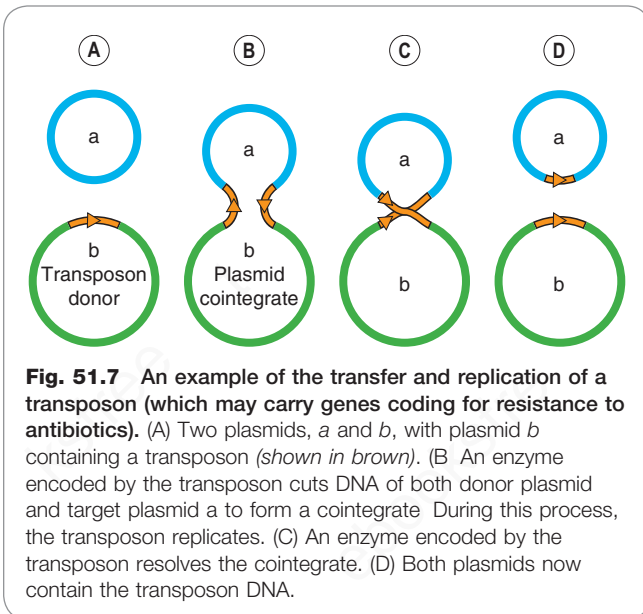 A B C D
a a a a
b
Transposon
donor
b
Plasmid
cointegrate
b b
Fig. 51.7 An example of the transfer and replication of a
transposon (which may carry genes coding for resistance to
antibiotics). (A) Two plasmids, a and b, with plasmid b
containing a transposon (shown in brown). (B An enzyme
encoded by the transposon cuts DNA of both donor plasmid
and target plasmid a to form a cointegrate During this process,
the transposon replicates. (C) An enzyme encoded by the
transposon resolves the cointegrate. (D) Both plasmids now
contain the transposon DNA.